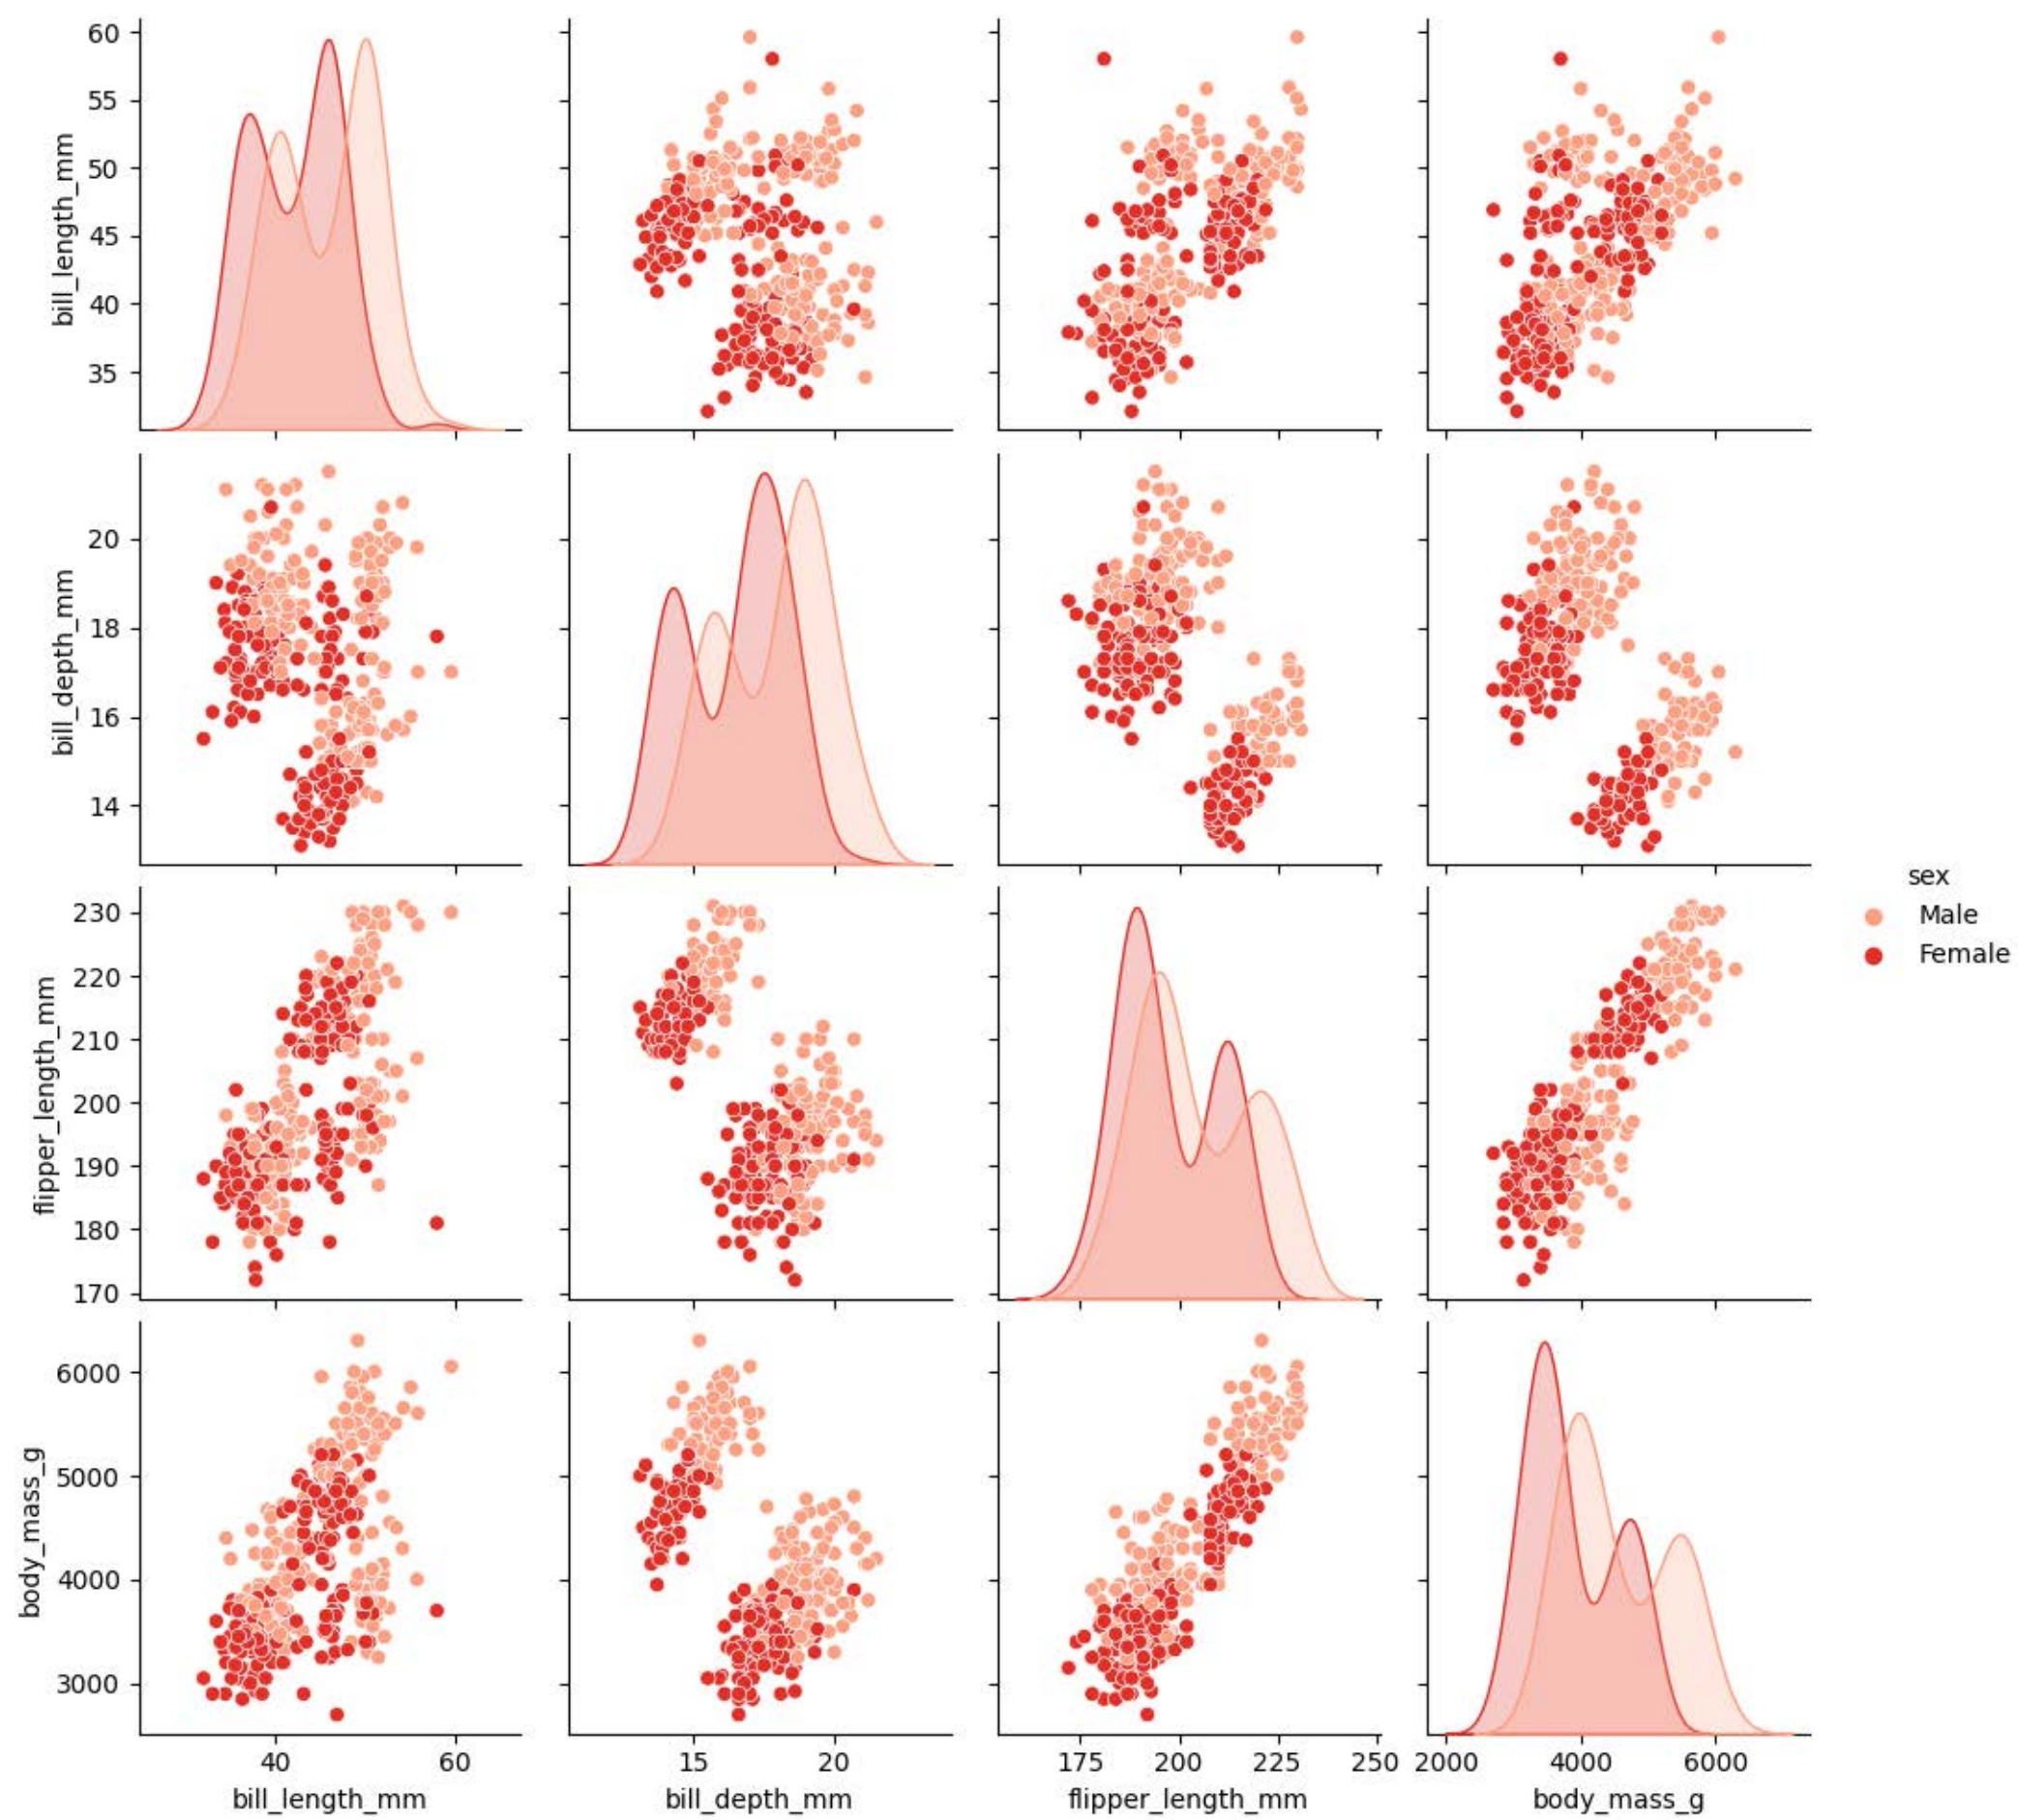 60
55
50
45
40
35
bill_length_mm
20
18
16
14
bill_depth_mm
sex
Male
Female
230
220
210
200
190
180
170
flipper_length_mm
6000
5000
4000
3000
body_mass_g
40 60
15 20
175 200 225 250
2000 4000 6000
bill_length_mm
bill_depth_mm
flipper_length_mm
body_mass_g